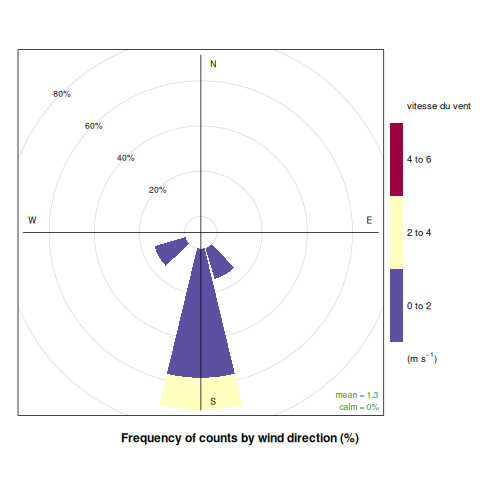 N
80%
60%
40%
20%
W
E
S
mean = 1.3
calm = 0%
vitesse du vent
4 to 6
2 to 4
0 to 2
(m s⁻¹)
Frequency of counts by wind direction (%)